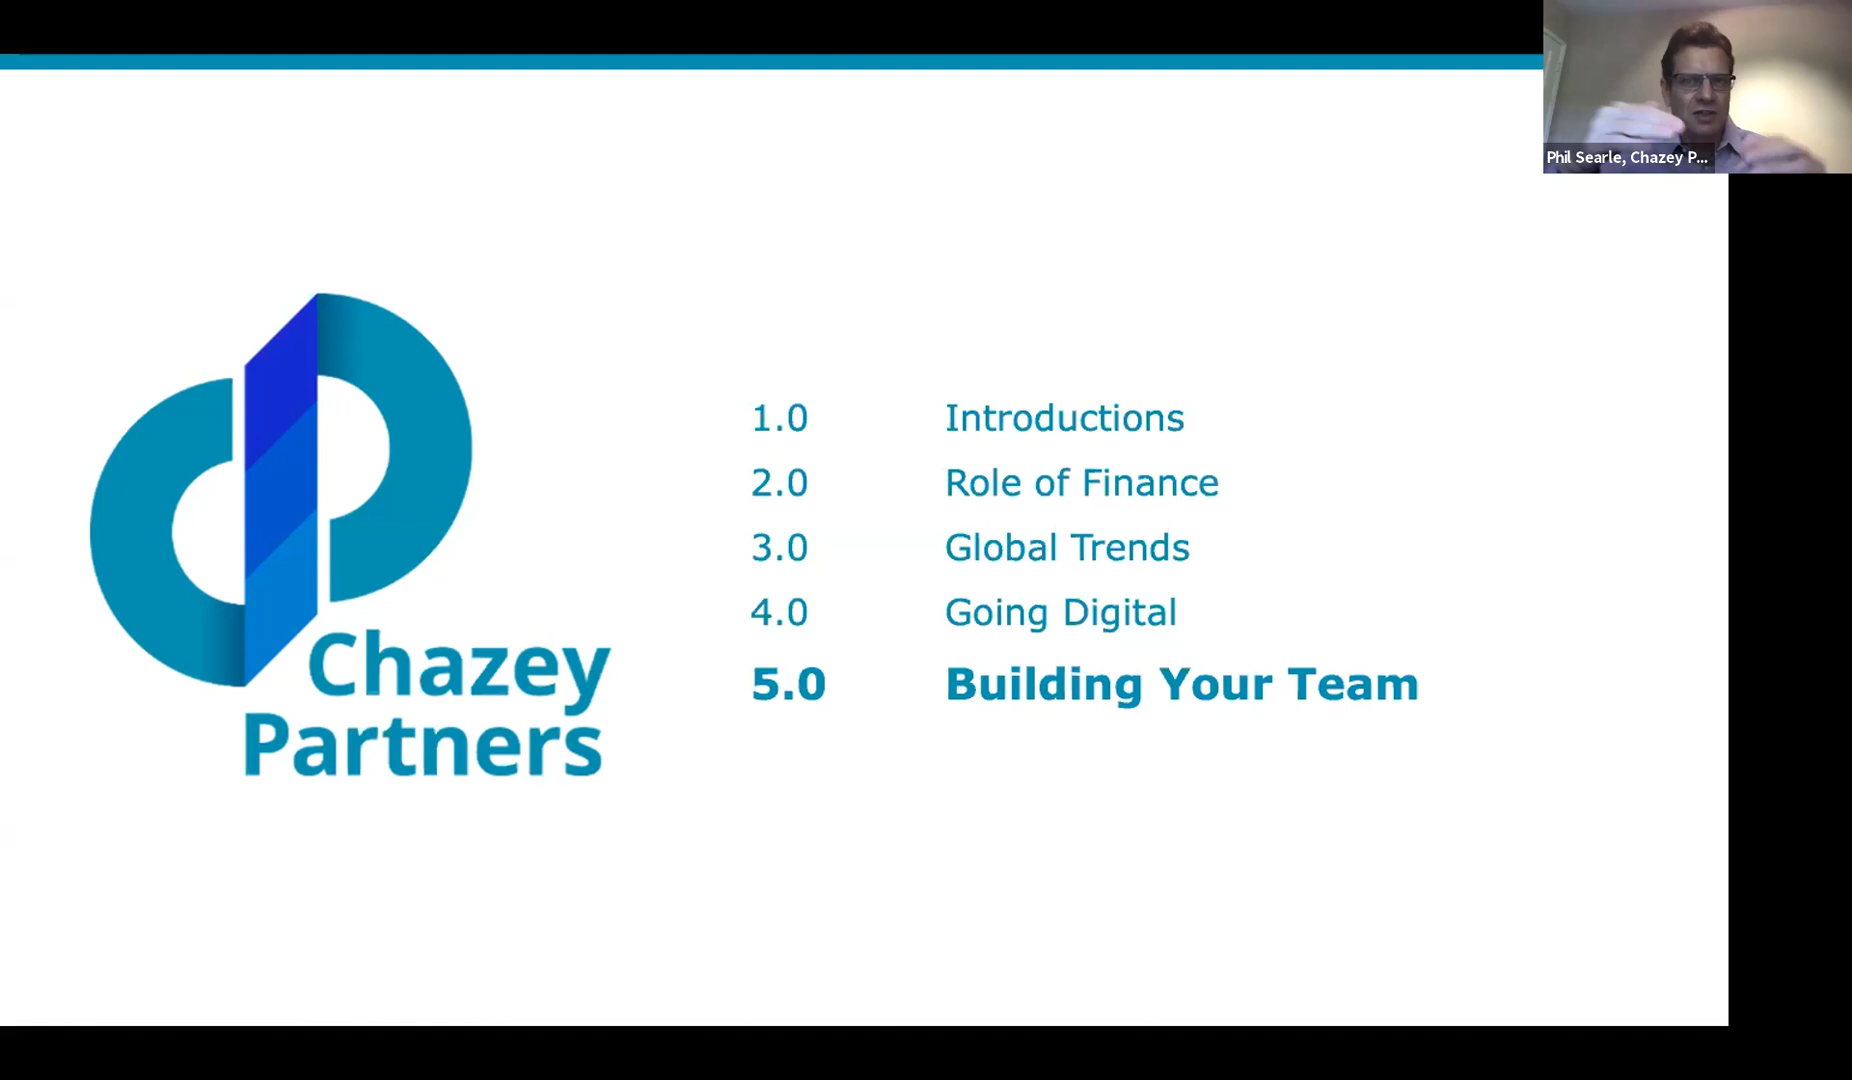 Phil Searle, Chazey P...
1.0 Introductions
2.0 Role of Finance
3.0 Global Trends
4.0 Going Digital
5.0 Building Your Team
Chazey
Partners